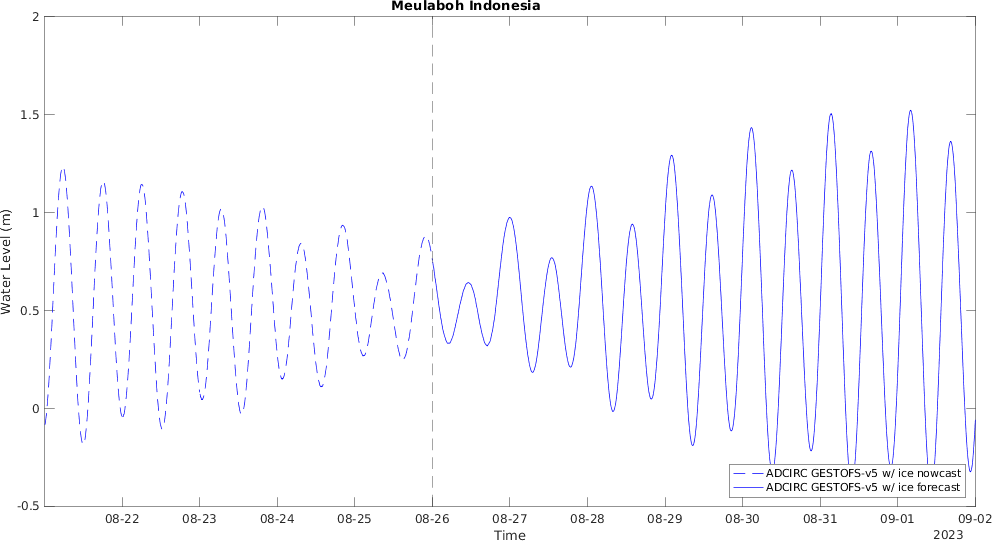 Meulaboh Indonesia
2
1.5
1
0.5
0
-0.5
Water Level (m)
ADCIRC GESTOFS-v5 w/ ice nowcast
ADCIRC GESTOFS-v5 w/ ice forecast
08-22 08-23 08-24 08-25 08-26 08-27 08-28 08-29 08-30 08-31 09-01 09-02
Time
2023